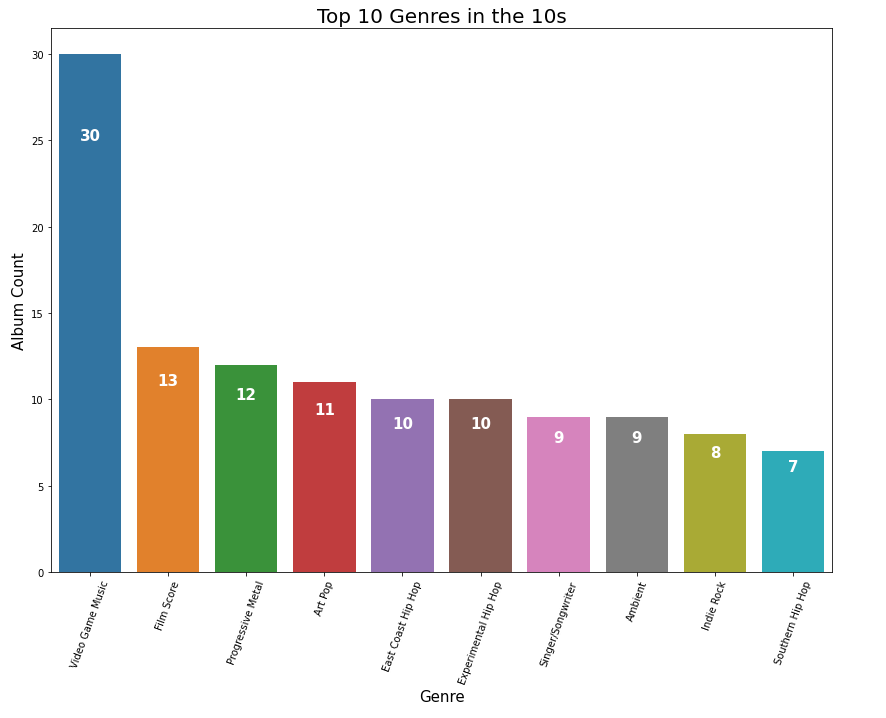 Top 10 Genres in the 10s
Album Count
30
25
20
15
10
5
0
30
13
12
11
10
10
9
9
8
7
Video Game Music
Film Score
Progressive Metal
Art Pop
East Coast Hip Hop
Experimental Hip Hop
Singer/Songwriter
Ambient
Indie Rock
Southern Hip Hop
Genre